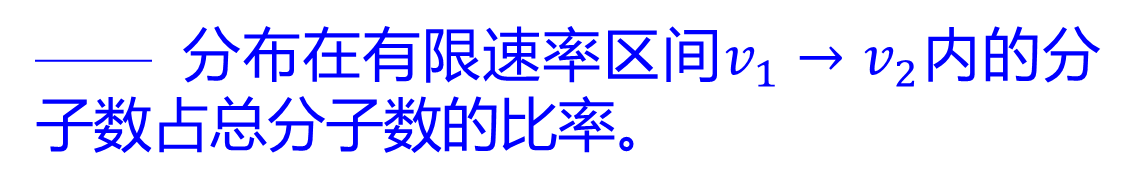 —— 分布在有限速率区间𝑣₁ → 𝑣₂内的分
子数占总分子数的比率。